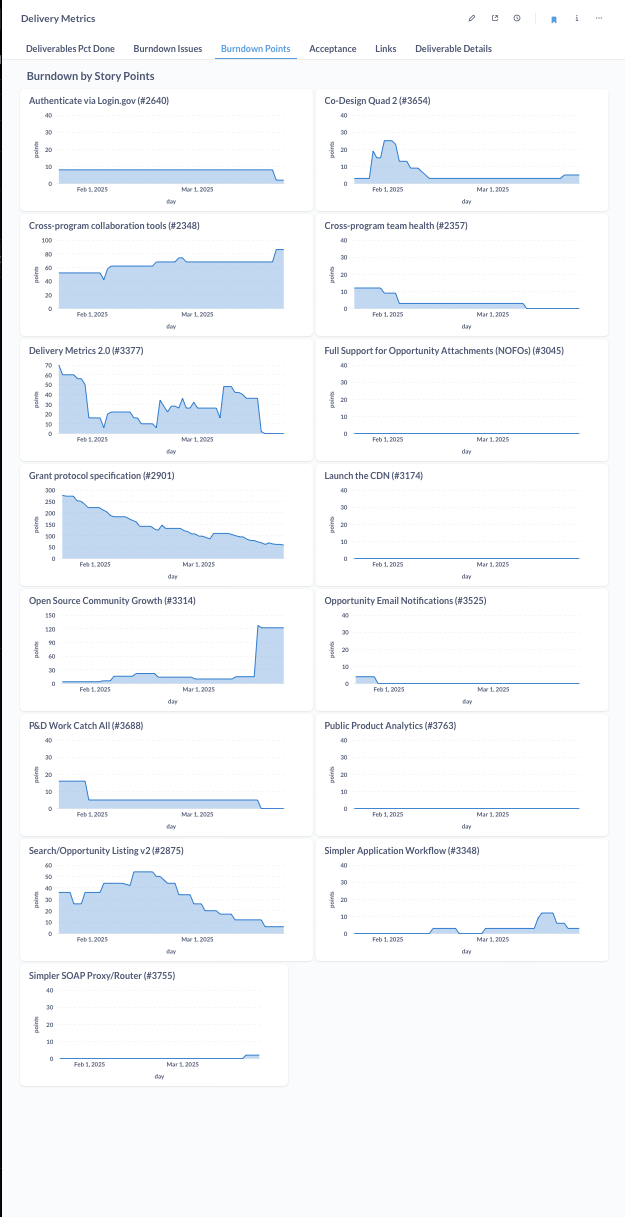 Delivery Metrics
Deliverables Pct Done Burndown Issues Burndown Points Acceptance Links Deliverable Details
Burndown by Story Points
Authenticate via Login.gov (#2640)
40
30
20
10
0
points
Feb 1, 2025 Mar 1, 2025
day
Co-Design Quad 2 (#3654)
40
30
20
10
0
points
Feb 1, 2025 Mar 1, 2025
day
Cross-program collaboration tools (#2348)
100
80
60
40
20
0
points
Feb 1, 2025 Mar 1, 2025
day
Cross-program team health (#2357)
40
30
20
10
0
points
Feb 1, 2025 Mar 1, 2025
day
Delivery Metrics 2.0 (#3377)
70
60
50
40
30
20
10
0
points
Feb 1, 2025 Mar 1, 2025
day
Full Support for Opportunity Attachments (NOFOs) (#3045)
40
30
20
10
0
points
Feb 1, 2025 Mar 1, 2025
day
Grant protocol specification (#2901)
300
250
200
150
100
50
0
points
Feb 1, 2025 Mar 1, 2025
day
Launch the CDN (#3174)
40
30
20
10
0
points
Feb 1, 2025 Mar 1, 2025
day
Open Source Community Growth (#3314)
150
120
90
60
30
0
points
Feb 1, 2025 Mar 1, 2025
day
Opportunity Email Notifications (#3525)
40
30
20
10
0
points
Feb 1, 2025 Mar 1, 2025
day
P&D Work Catch All (#3688)
40
30
20
10
0
points
Feb 1, 2025 Mar 1, 2025
day
Public Product Analytics (#3763)
40
30
20
10
0
points
Feb 1, 2025 Mar 1, 2025
day
Search/Opportunity Listing v2 (#2875)
60
50
40
30
20
10
0
points
Feb 1, 2025 Mar 1, 2025
day
Simpler Application Workflow (#3348)
40
30
20
10
0
points
Feb 1, 2025 Mar 1, 2025
day
Simpler SOAP Proxy/Router (#3755)
40
30
20
10
0
points
Feb 1, 2025 Mar 1, 2025
day